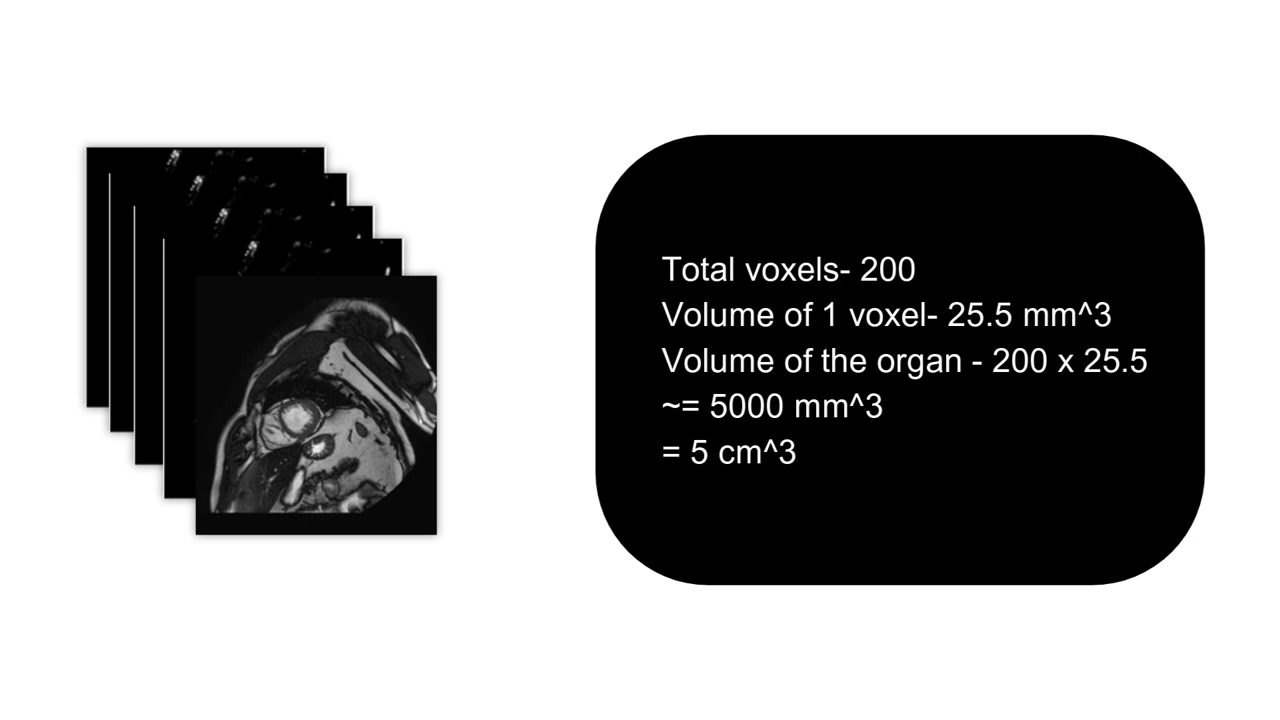 Total voxels- 200
Volume of 1 voxel- 25.5 mm^3
Volume of the organ - 200 x 25.5
~= 5000 mm^3
= 5 cm^3